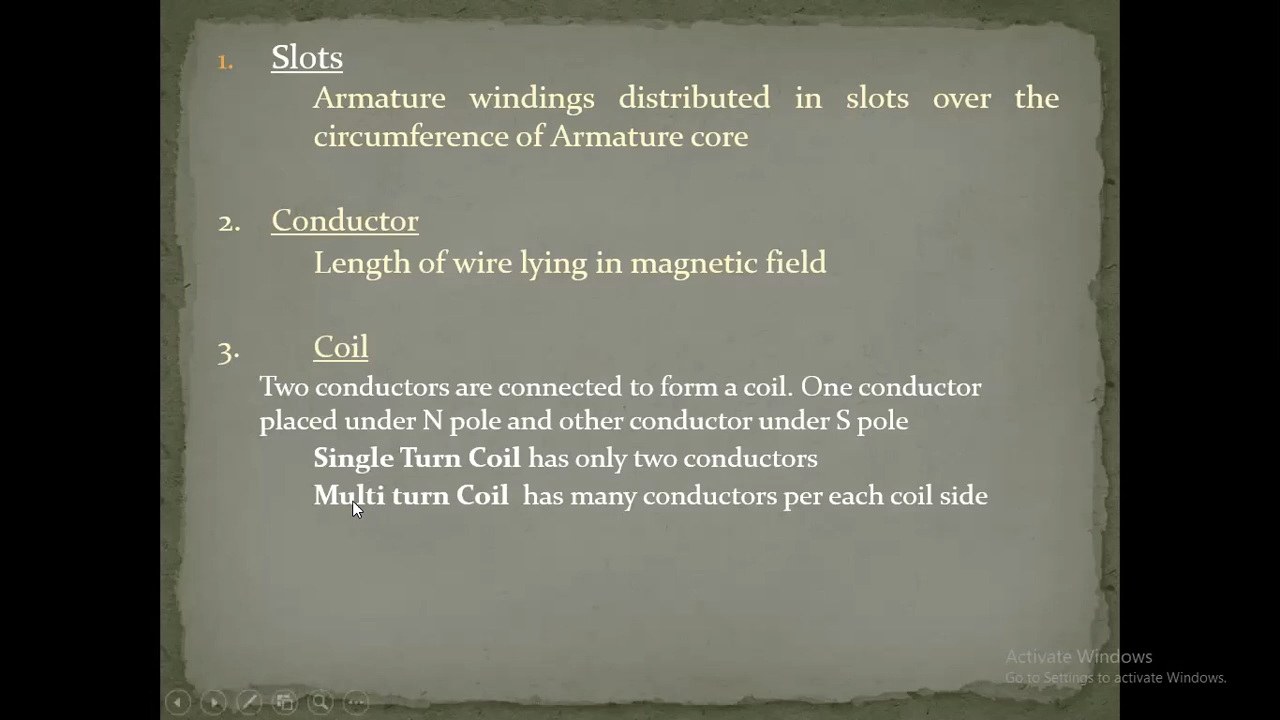 1. Slots
Armature windings distributed in slots over the
circumference of Armature core
2. Conductor
Length of wire lying in magnetic field
3. Coil
Two conductors are connected to form a coil. One conductor
placed under N pole and other conductor under S pole
Single Turn Coil has only two conductors
Multi turn Coil has many conductors per each coil side
Activate Windows
Go to Settings to activate Windows.